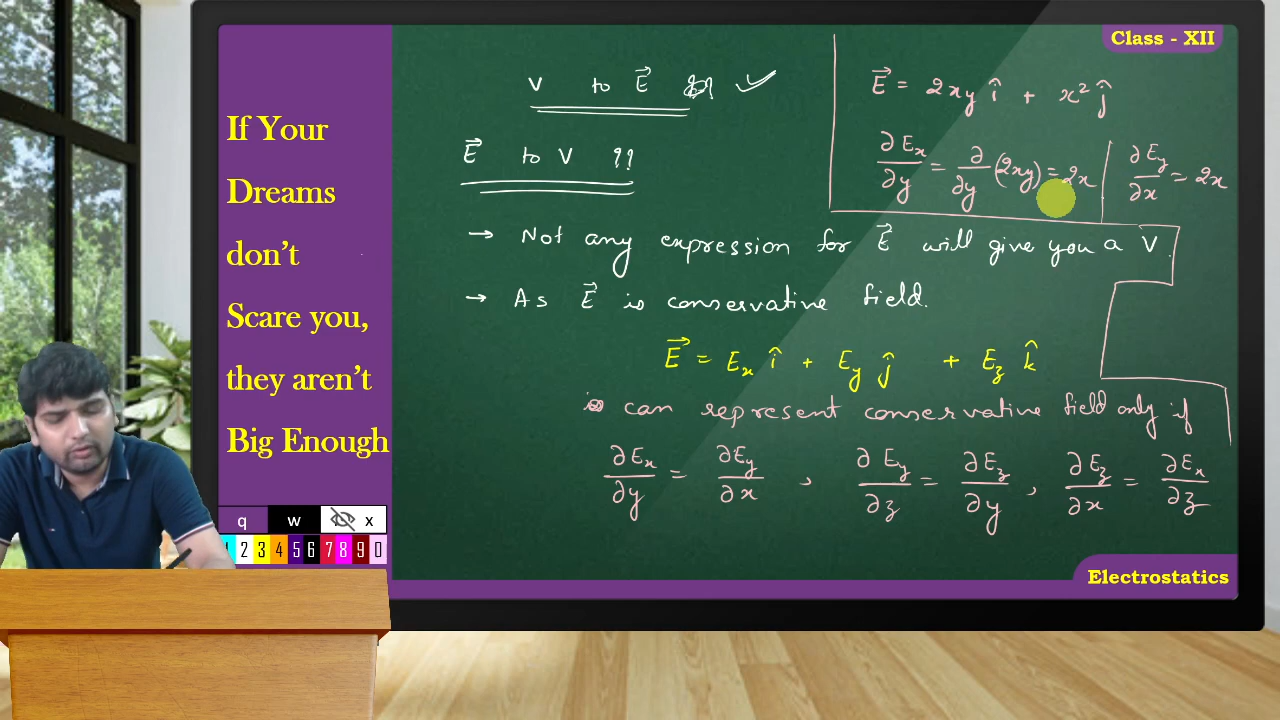 Class - XII
If Your
Dreams
don't
Scare you,
they aren't
Big Enough
q w x
1 2 3 4 5 6 7 8 9 0
V to E⃗ ✓
E⃗ to V ??
E⃗ = 2xy î + x² ĵ
∂Ex/∂y = ∂/∂y (2xy) = 2x | ∂Ey/∂x = 2x
→ Not any expression for E⃗ will give you a V.
→ As E⃗ is conservative field.
E⃗ = Ex î + Ey ĵ + Ez k̂
can represent conservative field only if
∂Ex/∂y = ∂Ey/∂x , ∂Ey/∂z = ∂Ez/∂y , ∂Ez/∂x = ∂Ex/∂z
Electrostatics